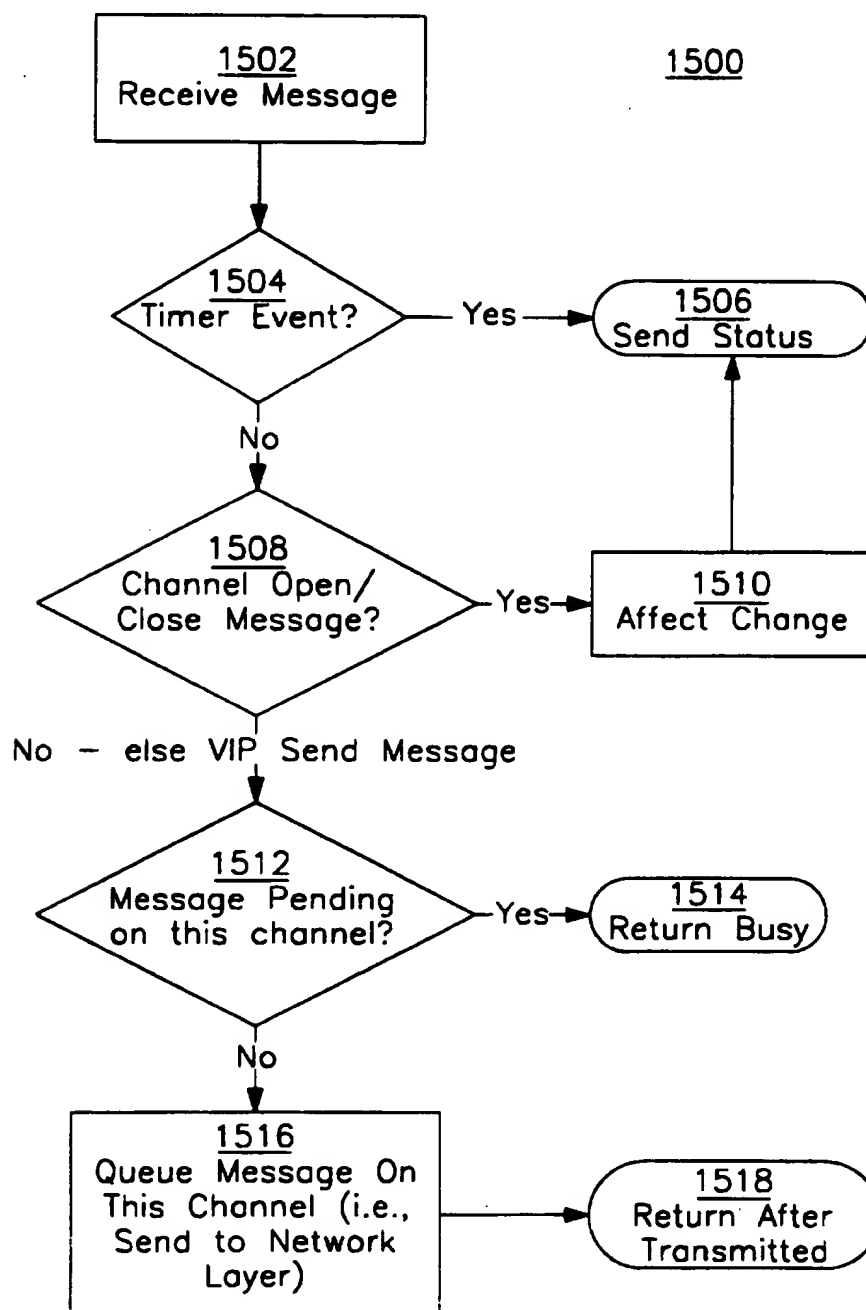 1502
Receive Message
1500
1504
Timer Event?
Yes
1506
Send Status
No
1508
Channel Open/
Close Message?
Yes
1510
Affect Change
No - else VIP Send Message
1512
Message Pending
on this channel?
Yes
1514
Return Busy
No
1516
Queue Message On
This Channel (i.e.,
Send to Network
Layer)
1518
Return After
Transmitted